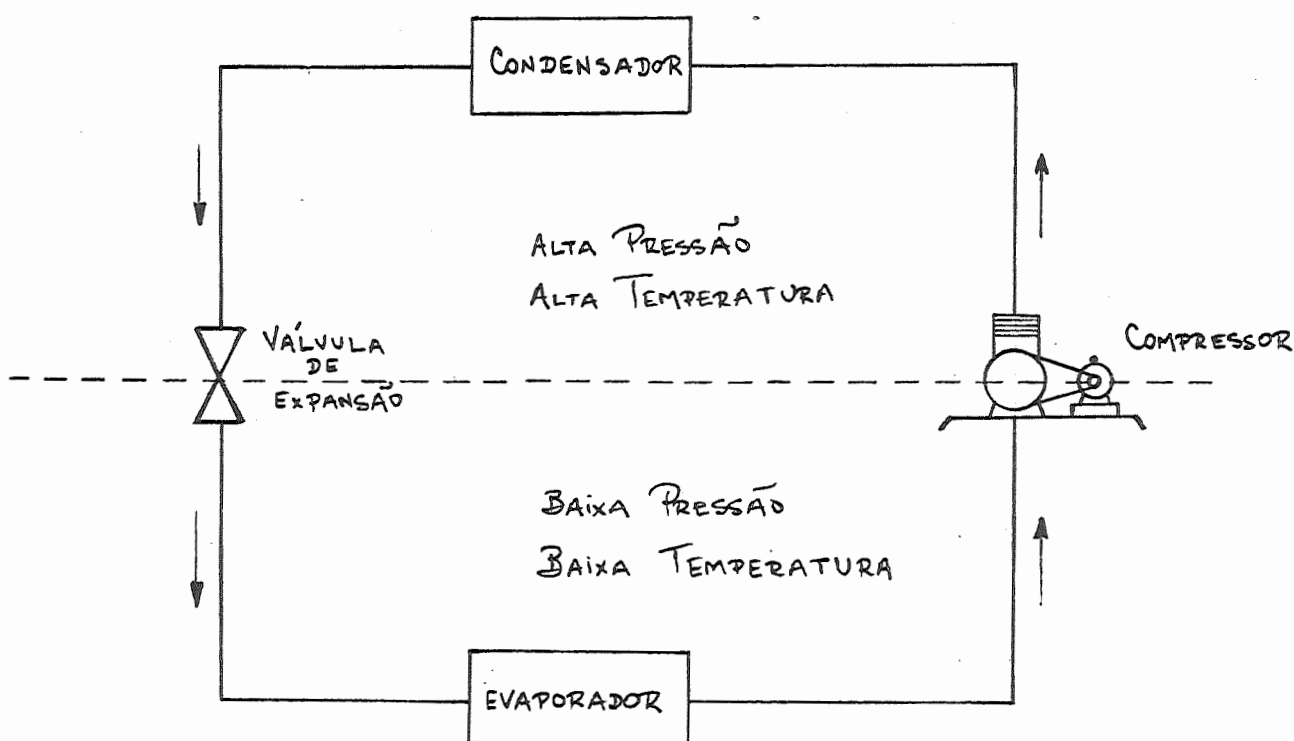 CONDENSADOR
ALTA PRESSÃO
ALTA TEMPERATURA
VÁLVULA
DE
EXPANSÃO
COMPRESSOR
BAIXA PRESSÃO
BAIXA TEMPERATURA
EVAPORADOR